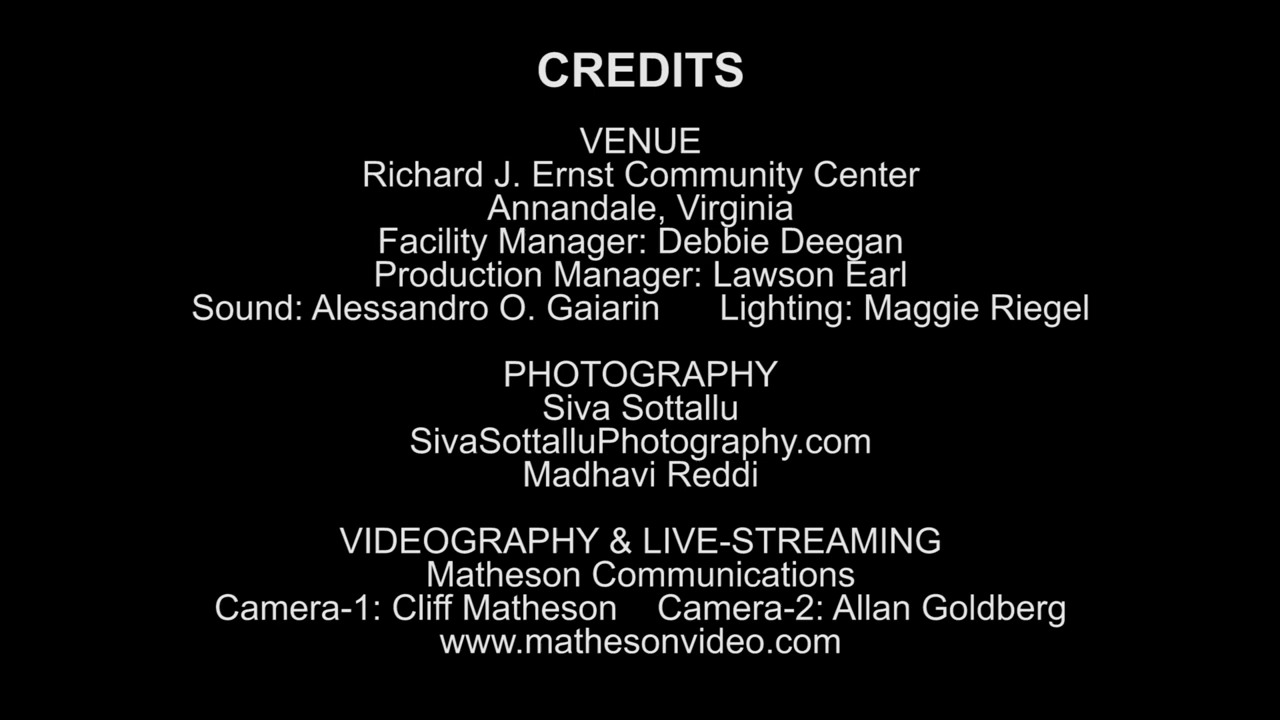 CREDITS
VENUE
Richard J. Ernst Community Center
Annandale, Virginia
Facility Manager: Debbie Deegan
Production Manager: Lawson Earl
Sound: Alessandro O. Gaiarin Lighting: Maggie Riegel
PHOTOGRAPHY
Siva Sottallu
SivaSottalluPhotography.com
Madhavi Reddi
VIDEOGRAPHY & LIVE-STREAMING
Matheson Communications
Camera-1: Cliff Matheson Camera-2: Allan Goldberg
www.mathesonvideo.com